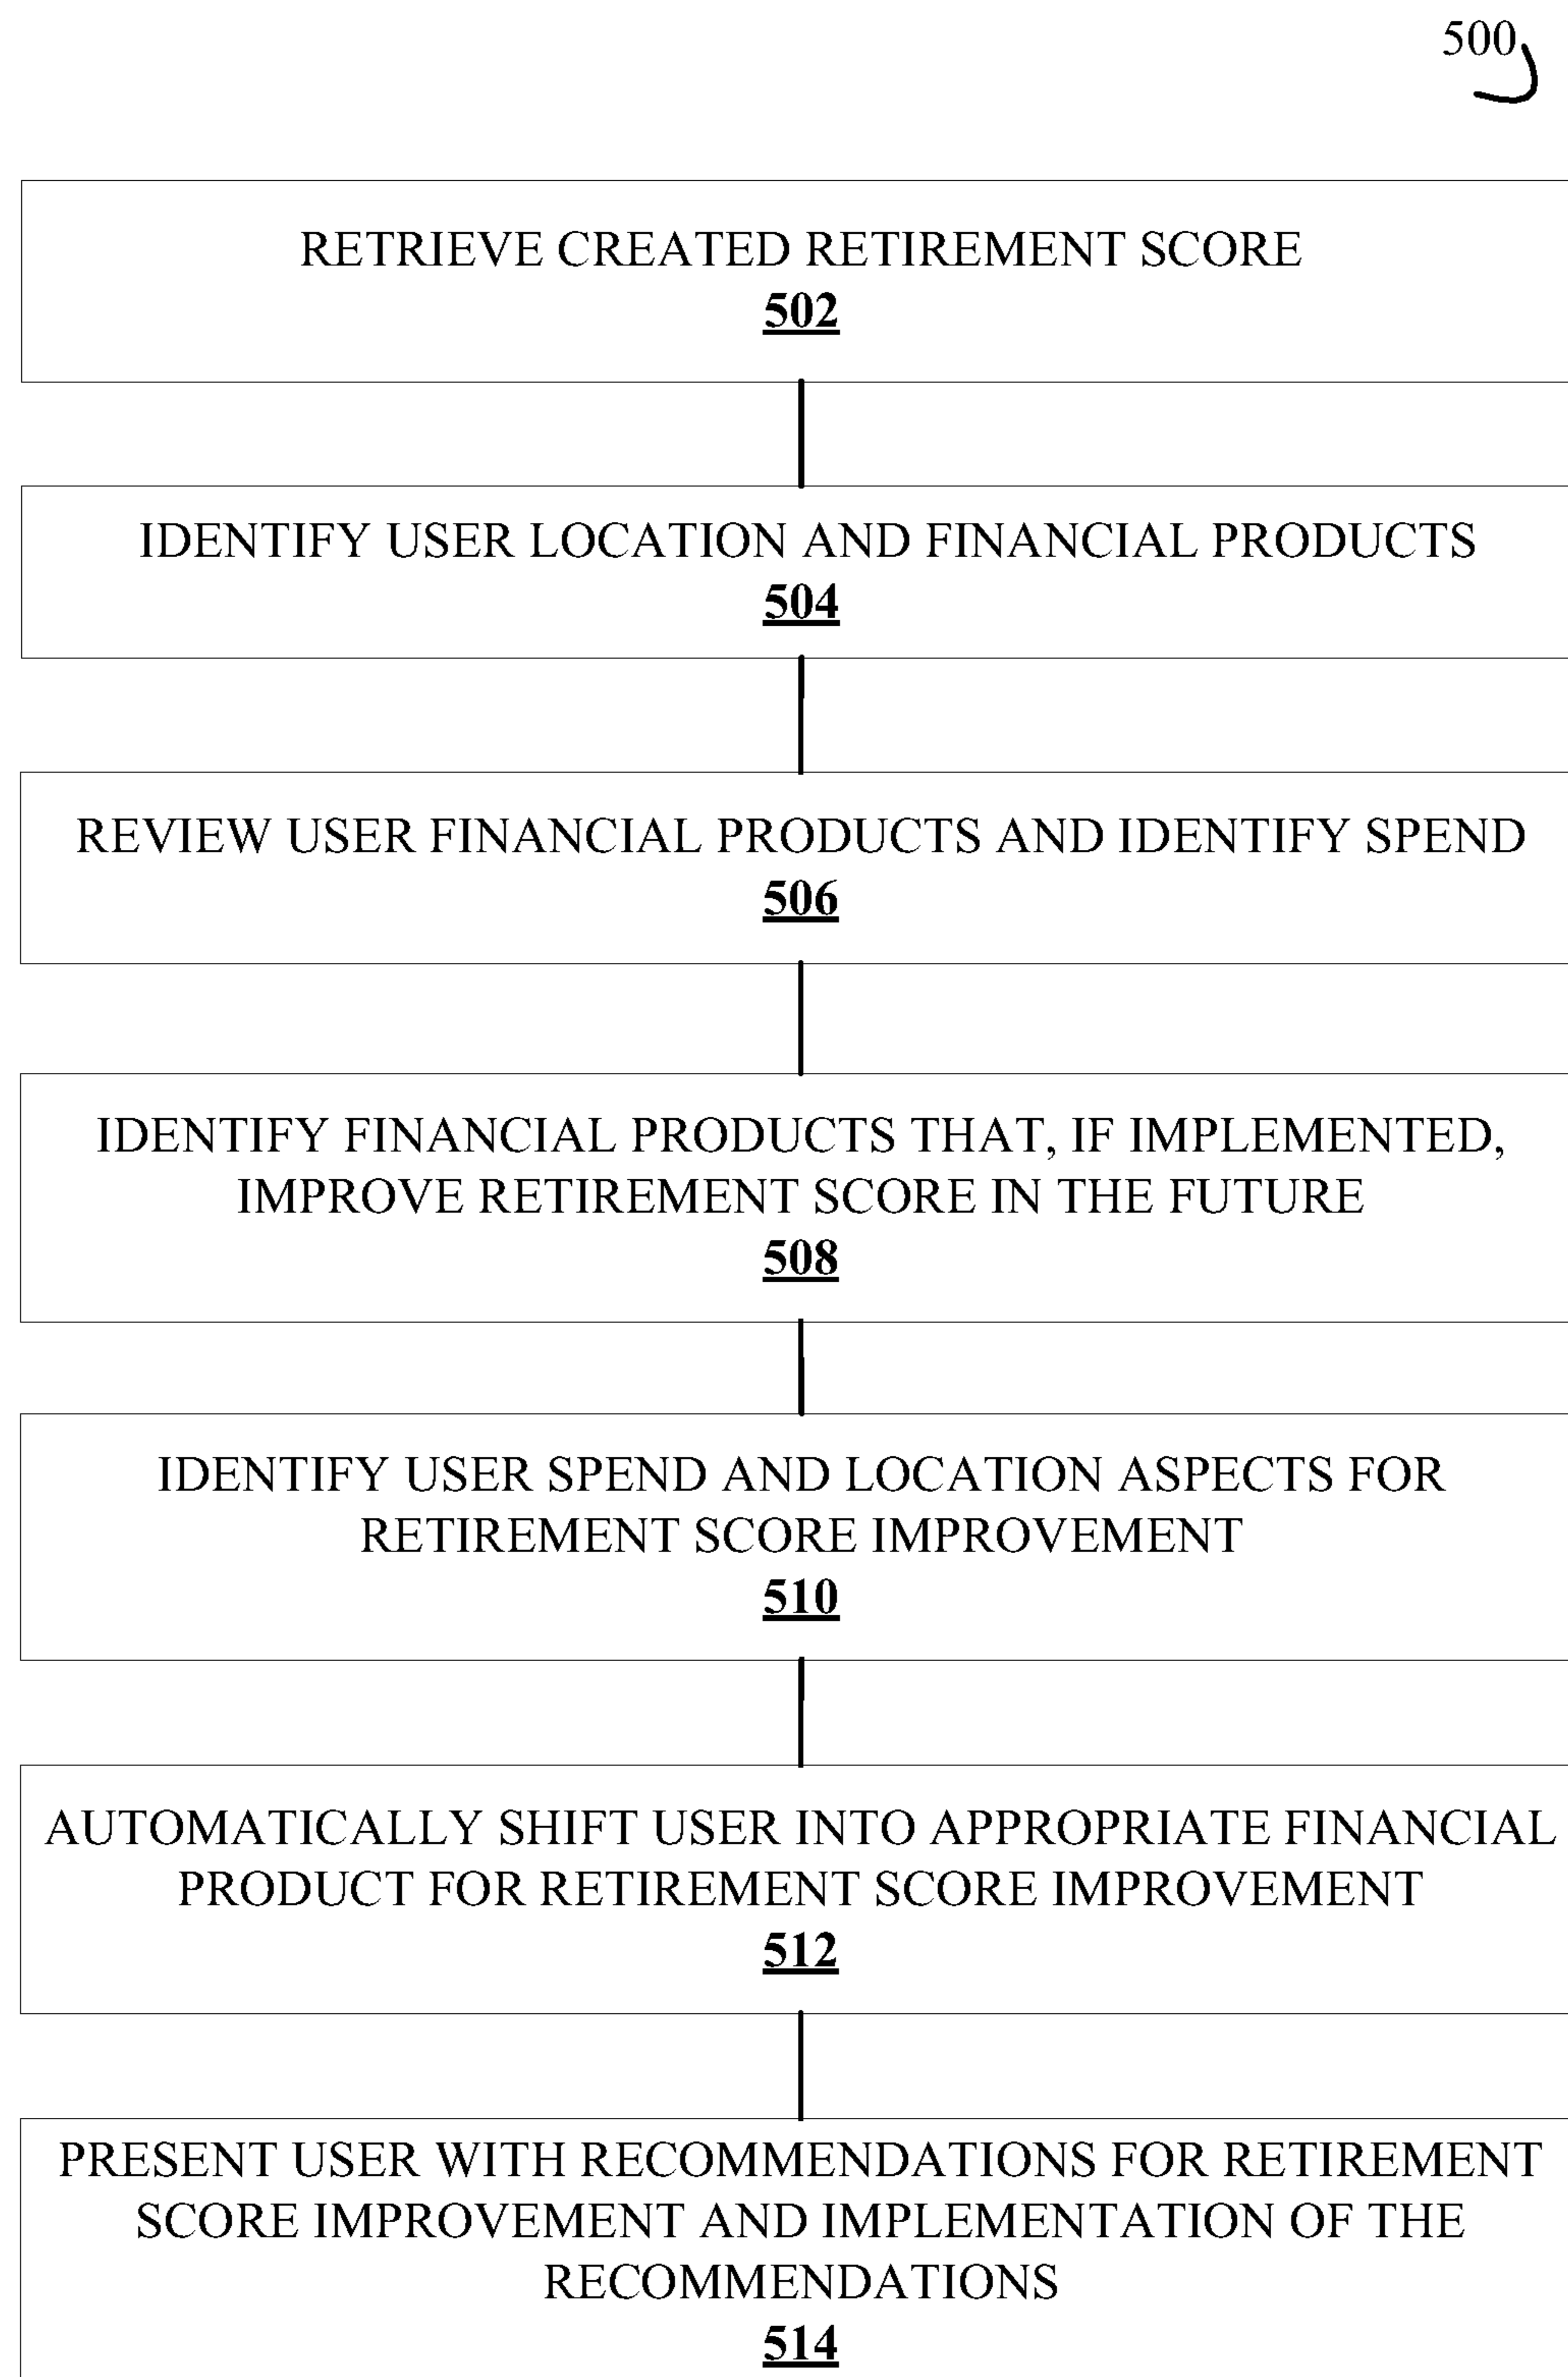 500
RETRIEVE CREATED RETIREMENT SCORE
502
IDENTIFY USER LOCATION AND FINANCIAL PRODUCTS
504
REVIEW USER FINANCIAL PRODUCTS AND IDENTIFY SPEND
506
IDENTIFY FINANCIAL PRODUCTS THAT, IF IMPLEMENTED,
IMPROVE RETIREMENT SCORE IN THE FUTURE
508
IDENTIFY USER SPEND AND LOCATION ASPECTS FOR
RETIREMENT SCORE IMPROVEMENT
510
AUTOMATICALLY SHIFT USER INTO APPROPRIATE FINANCIAL
PRODUCT FOR RETIREMENT SCORE IMPROVEMENT
512
PRESENT USER WITH RECOMMENDATIONS FOR RETIREMENT
SCORE IMPROVEMENT AND IMPLEMENTATION OF THE
RECOMMENDATIONS
514